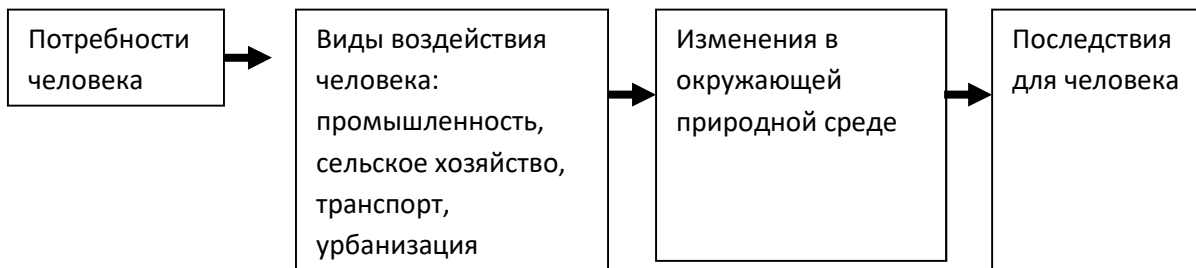 Потребности
человека
Виды воздействия
человека:
промышленность,
сельское хозяйство,
транспорт,
урбанизация
Изменения в
окружающей
природной среде
Последствия
для человека